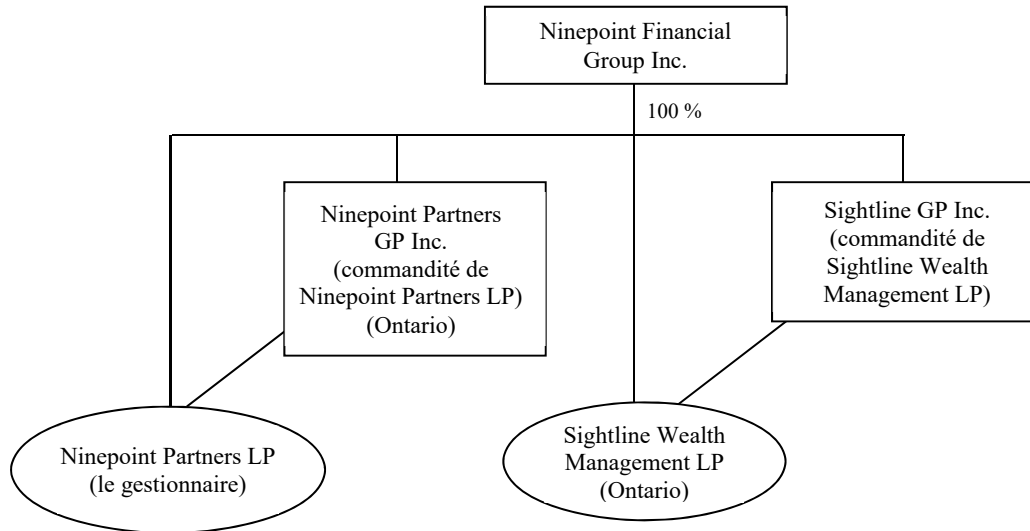 Ninepoint Financial
Group Inc.
100 %
Ninepoint Partners
GP Inc.
(commandité de
Ninepoint Partners LP)
(Ontario)
Sightline GP Inc.
(commandité de
Sightline Wealth
Management LP)
Ninepoint Partners LP
(le gestionnaire)
Sightline Wealth
Management LP
(Ontario)